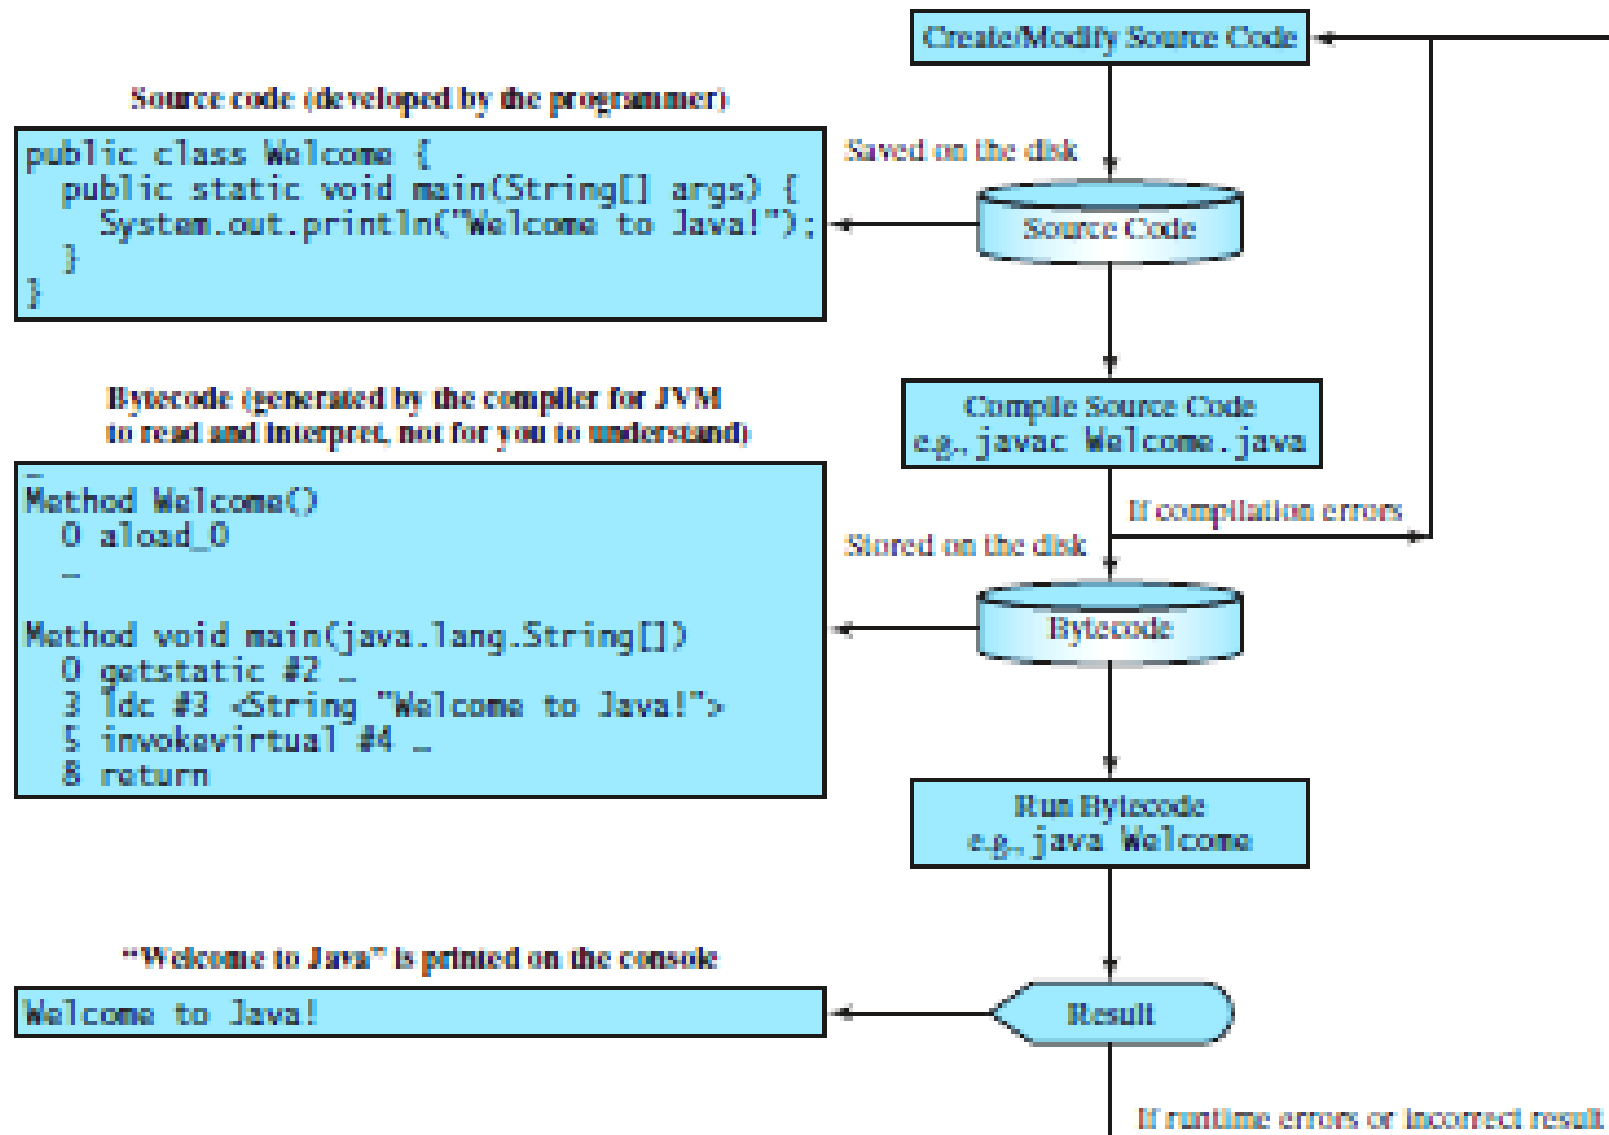 Create/Modify Source Code
Source code (developed by the programmer)
public class Welcome {
public static void main(String[] args) {
System.out.println("Welcome to Java!");
}
}
Saved on the disk
Source Code
Bytecode (generated by the compiler for JVM
to read and interpret, not for you to understand)
…
Method Welcome()
0 aload_0
…
Method void main(java.lang.String[])
0 getstatic #2 …
3 ldc #3 <String "Welcome to Java!">
5 invokevirtual #4 …
8 return
Compile Source Code
e.g., javac Welcome.java
If compilation errors
Stored on the disk
Bytecode
Run Bytecode
e.g., java Welcome
“Welcome to Java” is printed on the console
Welcome to Java!
Result
If runtime errors or incorrect result